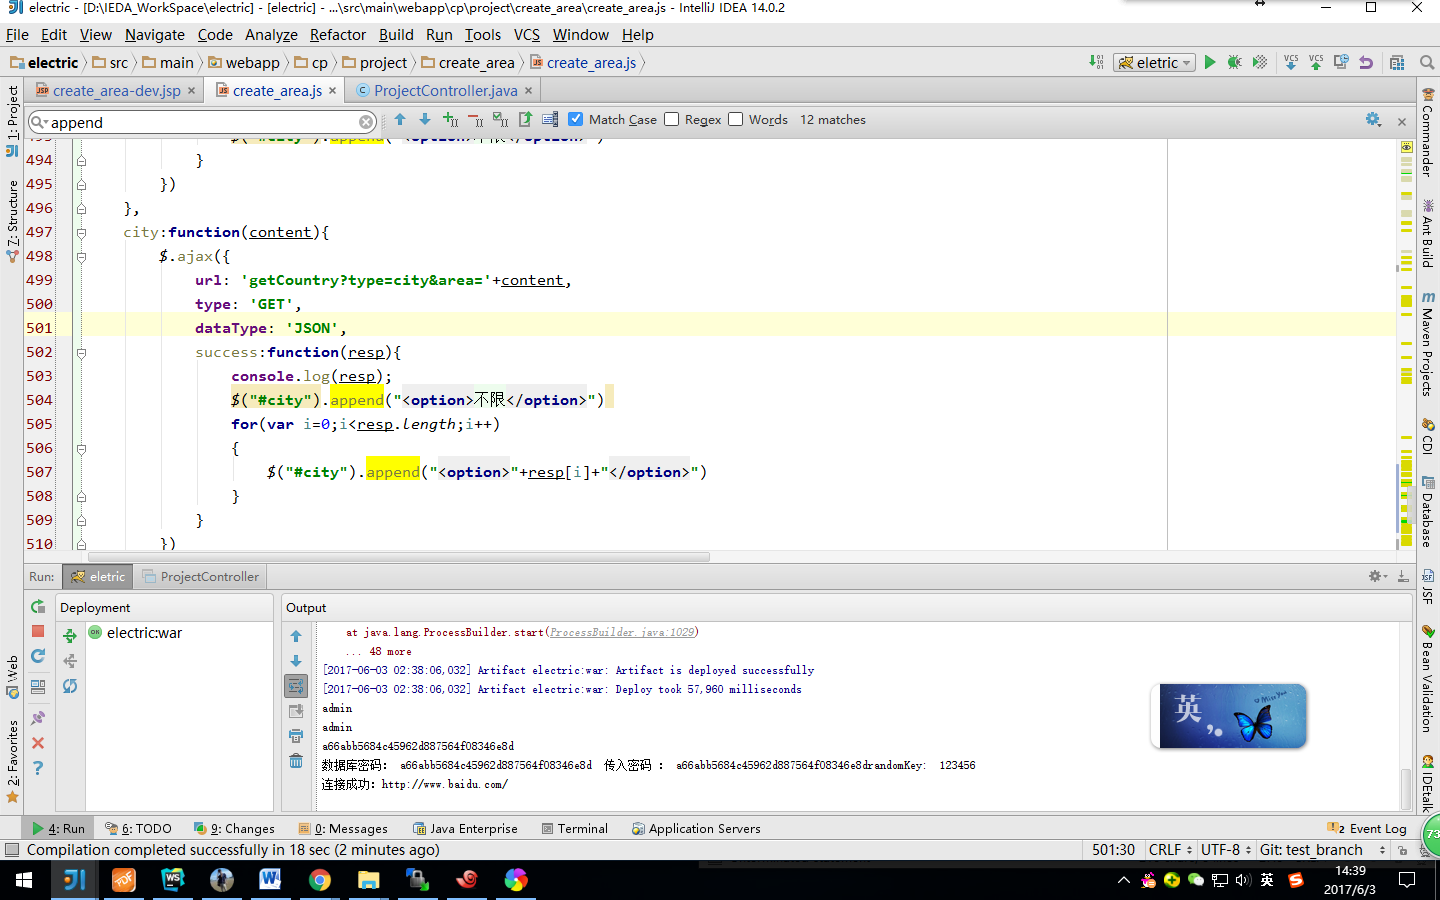 electric - [D:\IEDA_WorkSpace\electric] - [electric] - ...\src\main\webapp\cp\project\create_area\create_area.js - IntelliJ IDEA 14.0.2
File Edit View Navigate Code Analyze Refactor Build Run Tools VCS Window Help
electric src main webapp cp project create_area create_area.js eletric
create_area-dev.jsp create_area.js ProjectController.java
append Match Case Regex Words 12 matches
494 }
495 })
496 },
497 city:function(content){
498 $.ajax({
499 url: 'getCountry?type=city&area='+content,
500 type: 'GET',
501 dataType: 'JSON',
502 success:function(resp){
503 console.log(resp);
504 $("#city").append("<option>不限</option>")
505 for(var i=0;i<resp.length;i++)
506 {
507 $("#city").append("<option>"+resp[i]+"</option>")
508 }
509 }
510 })
1: Project
7: Structure
Web
2: Favorites
Commander
Ant Build
Maven Projects
CDI
Database
JSF
Bean Validation
IDEtalk
Run: eletric ProjectController
Deployment
electric:war
Output
at java.lang.ProcessBuilder.start(ProcessBuilder.java:1029)
... 48 more
[2017-06-03 02:38:06,032] Artifact electric:war: Artifact is deployed successfully
[2017-06-03 02:38:06,032] Artifact electric:war: Deploy took 57,960 milliseconds
admin
admin
a66abb5684c45962d887564f08346e8d
数据库密码： a66abb5684c45962d887564f08346e8d 传入密码 ： a66abb5684c45962d887564f08346e8drandomKey: 123456
连接成功：http://www.baidu.com/
英
Miss You
4: Run 6: TODO 9: Changes 0: Messages Java Enterprise Terminal Application Servers 2 Event Log
73
Compilation completed successfully in 18 sec (2 minutes ago) 501:30 CRLF UTF-8 Git: test_branch
英 14:39
2017/6/3